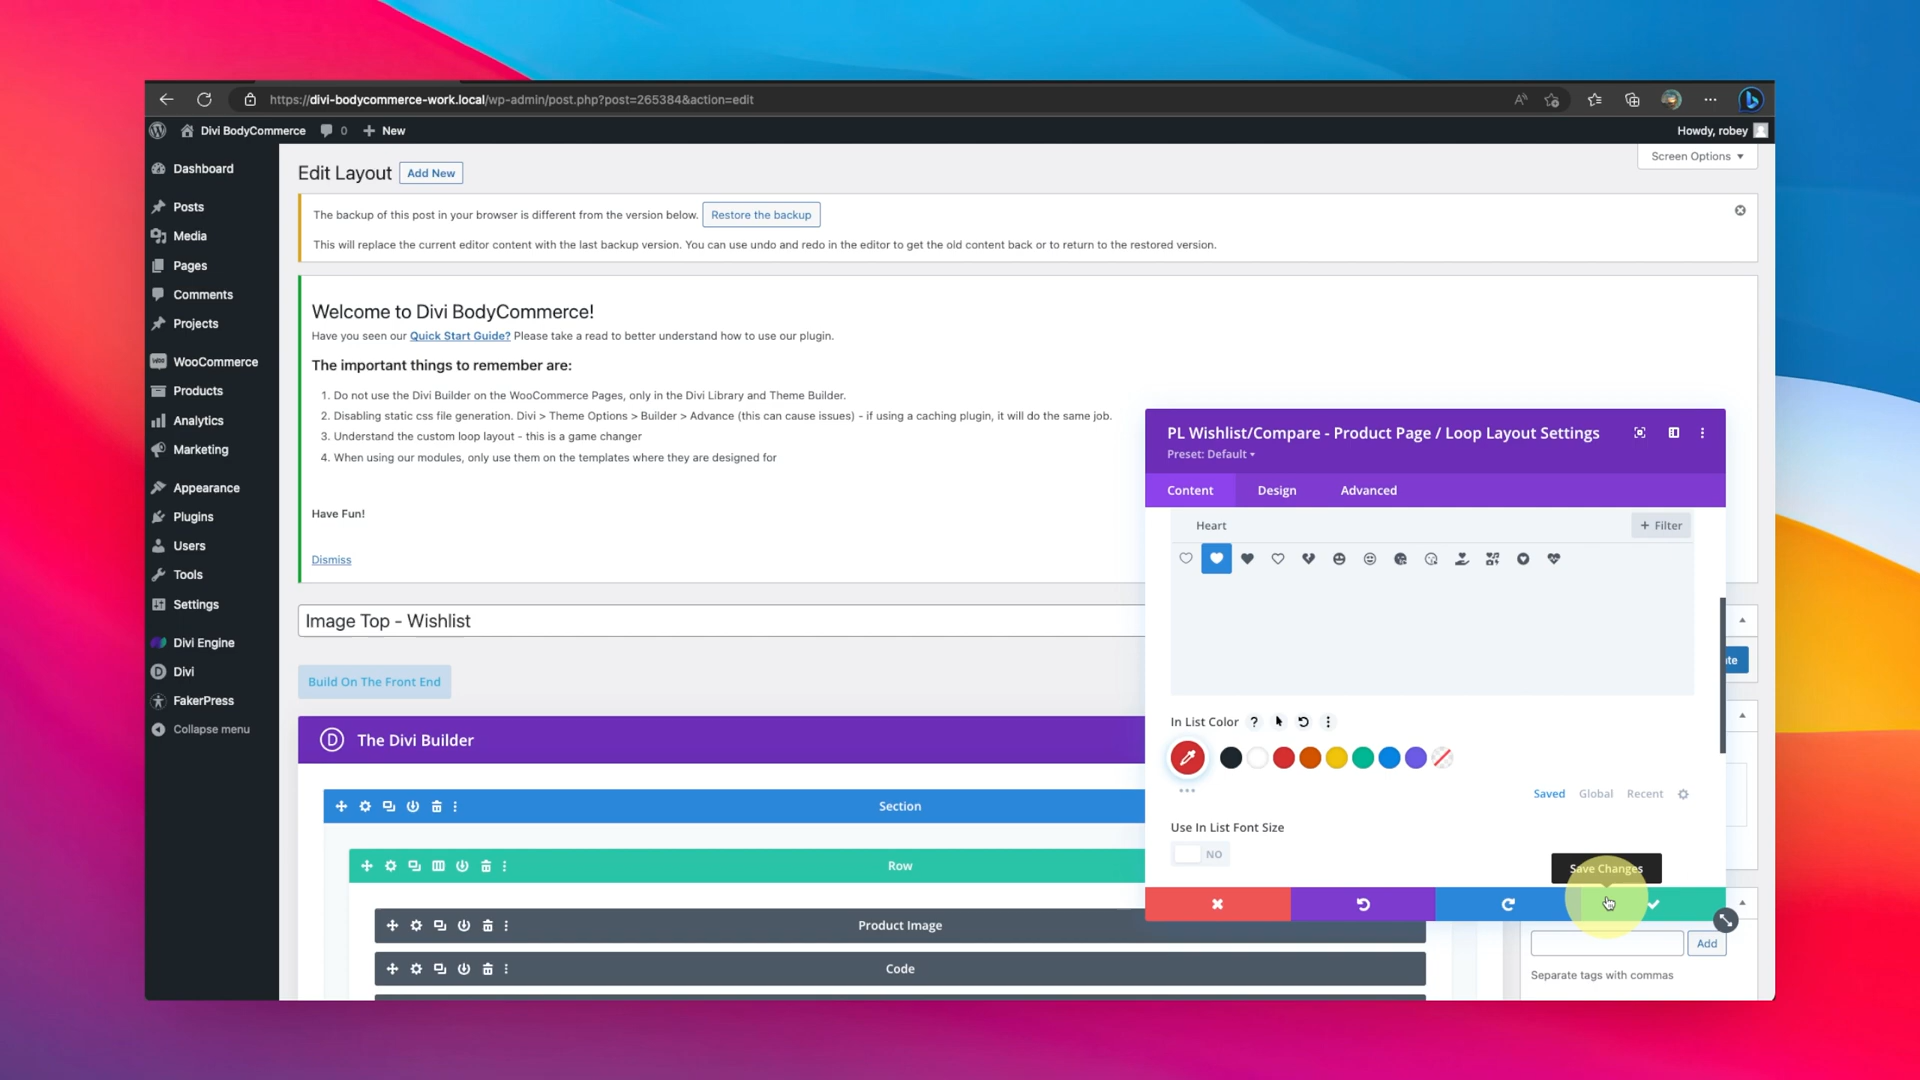 https://divi-bodycommerce-work.local/wp-admin/post.php?post=265384&action=edit
Divi BodyCommerce
0
New
Howdy, robey
Dashboard
Posts
Media
Pages
Comments
Projects
WooCommerce
Products
Analytics
Marketing
Appearance
Plugins
Users
Tools
Settings
Divi Engine
Divi
FakerPress
Collapse menu
Screen Options
Edit Layout
Add New
The backup of this post in your browser is different from the version below. Restore the backup
This will replace the current editor content with the last backup version. You can use undo and redo in the editor to get the old content back or to return to the restored version.
Welcome to Divi BodyCommerce!
Have you seen our Quick Start Guide? Please take a read to better understand how to use our plugin.
The important things to remember are:
1. Do not use the Divi Builder on the WooCommerce Pages, only in the Divi Library and Theme Builder.
2. Disabling static css file generation. Divi > Theme Options > Builder > Advance (this can cause issues) - if using a caching plugin, it will do the same job.
3. Understand the custom loop layout - this is a game changer
4. When using our modules, only use them on the templates where they are designed for
Have Fun!
Dismiss
Image Top - Wishlist
Build On The Front End
The Divi Builder
Section
Row
Product Image
Code
PL Wishlist/Compare - Product Page / Loop Layout Settings
Preset: Default
Content
Design
Advanced
Heart
+ Filter
In List Color
Saved
Global
Recent
Use In List Font Size
NO
Save Changes
Add
Separate tags with commas